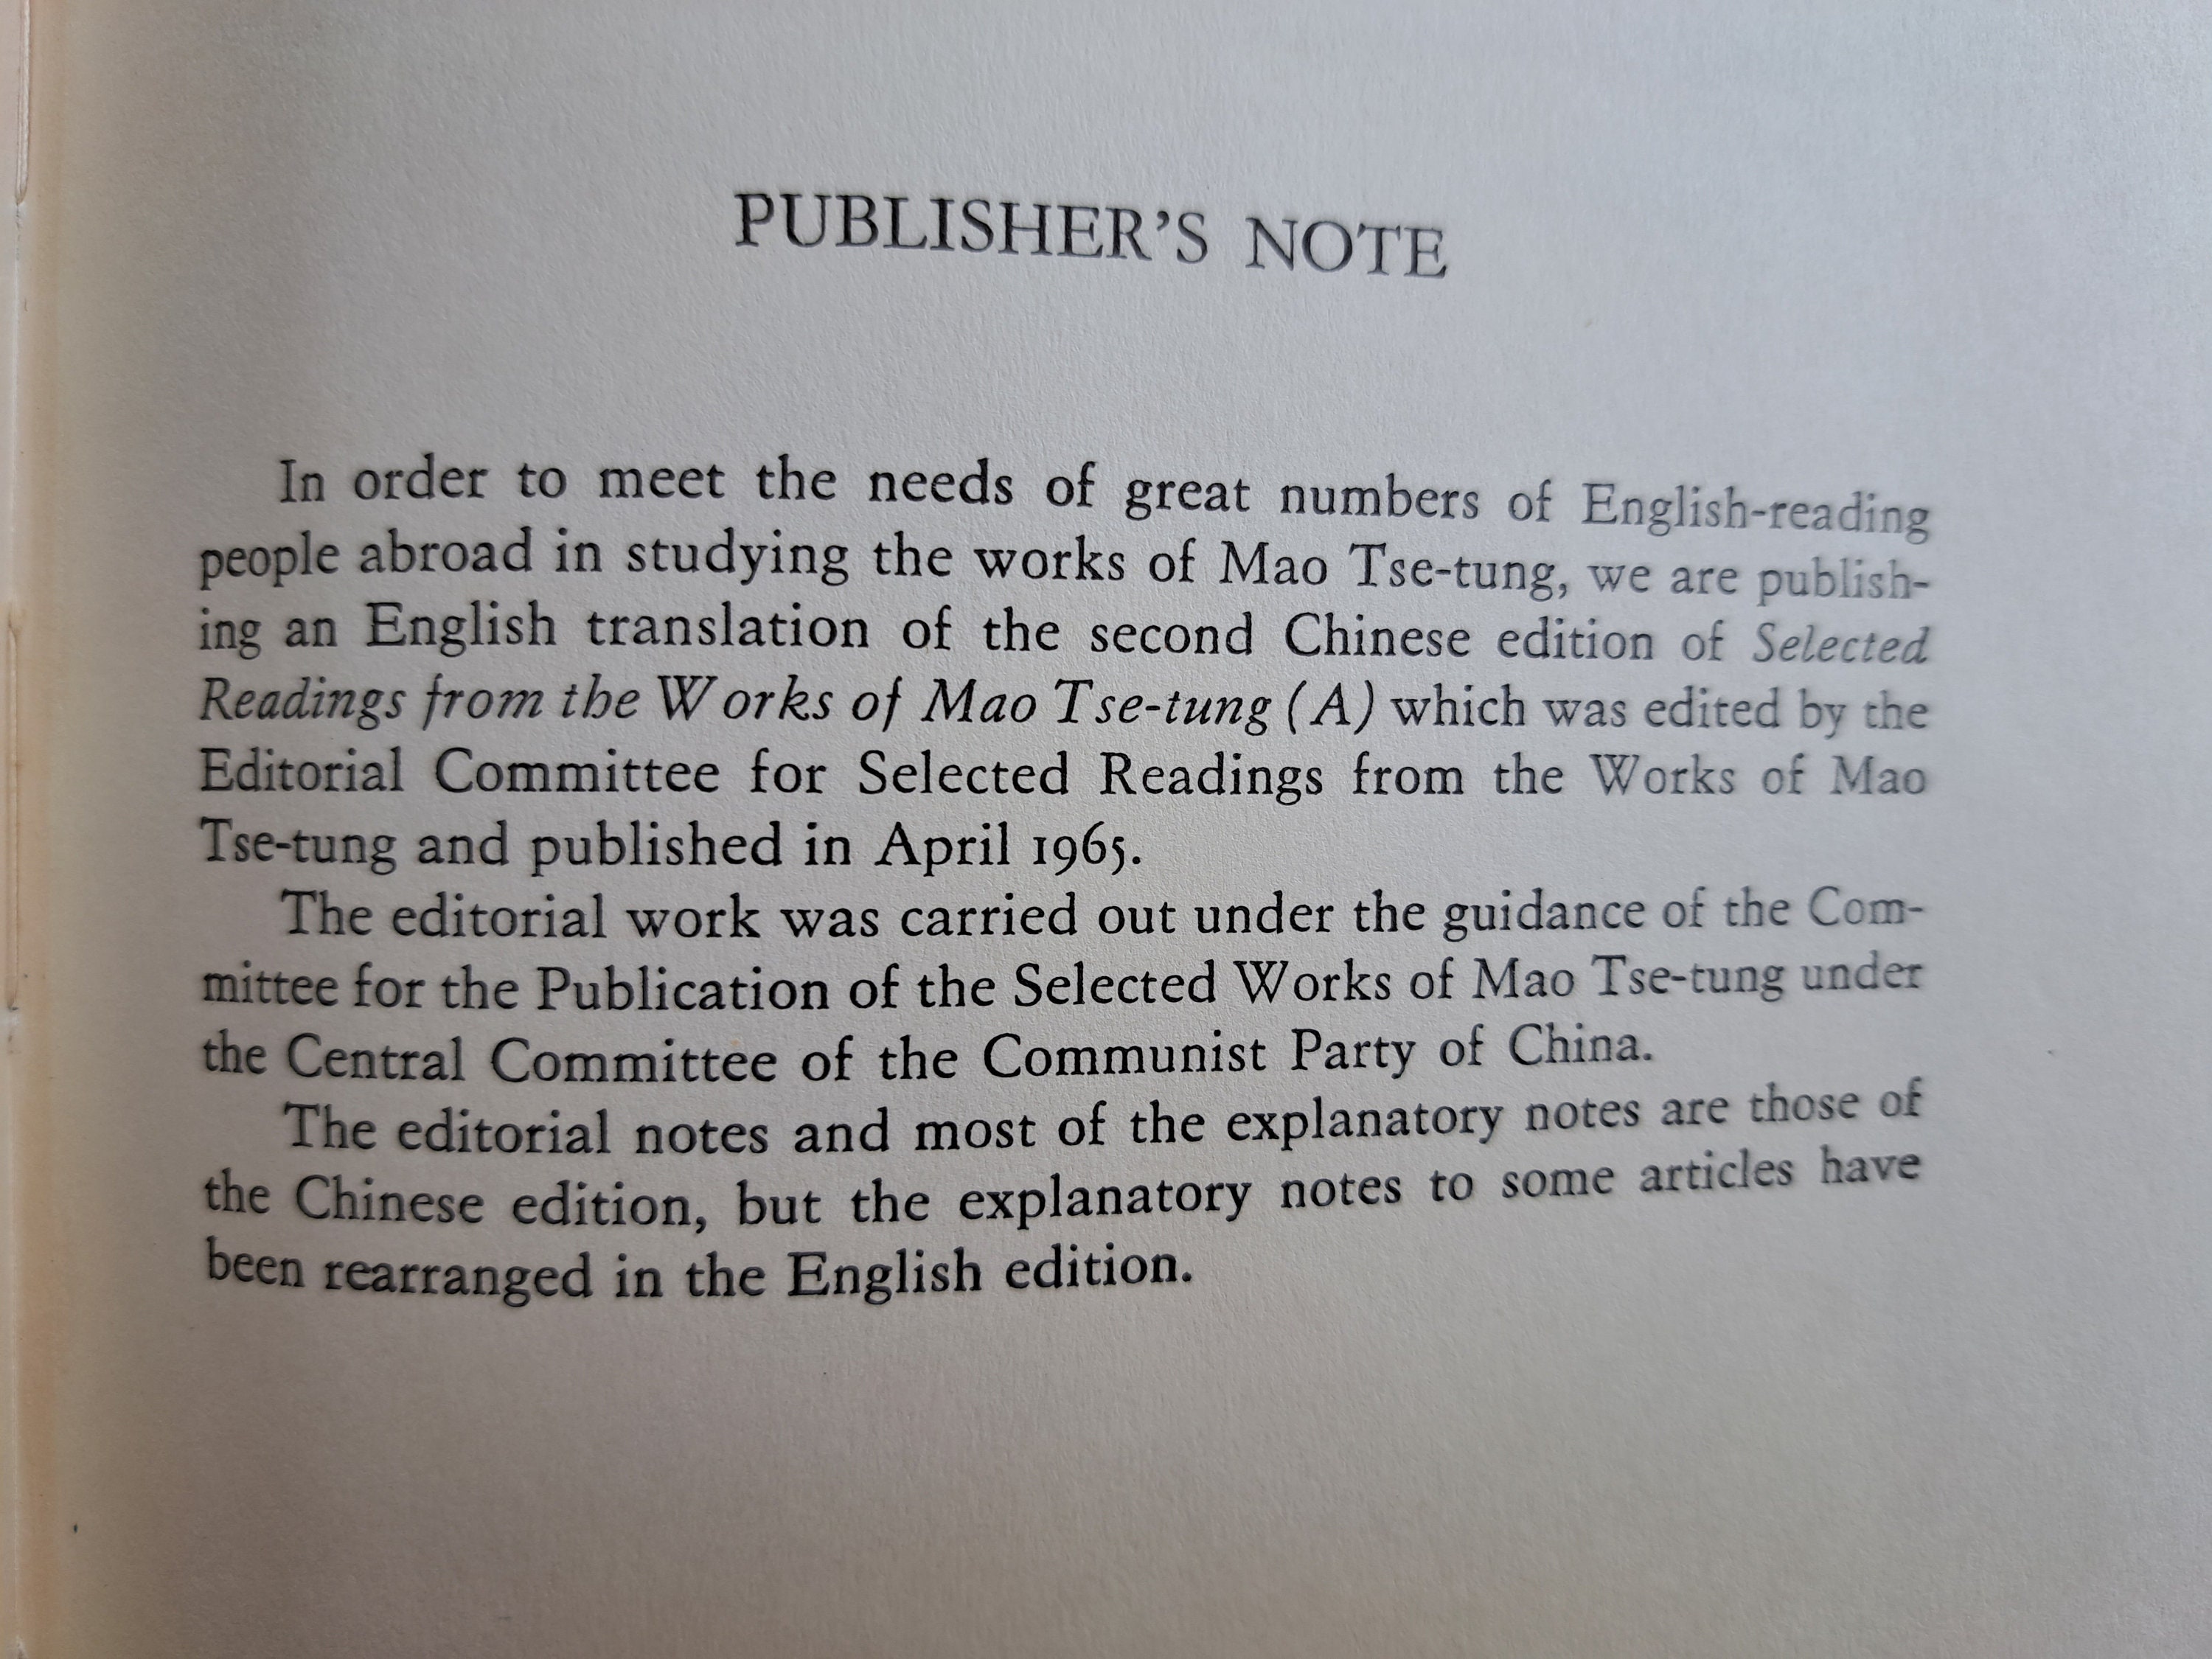 PUBLISHER’S NOTE
In order to meet the needs of great numbers of English-reading
people abroad in studying the works of Mao Tse-tung, we are publish-
ing an English translation of the second Chinese edition of Selected
Readings from the Works of Mao Tse-tung (A) which was edited by the
Editorial Committee for Selected Readings from the Works of Mao
Tse-tung and published in April 1965.
The editorial work was carried out under the guidance of the Com-
mittee for the Publication of the Selected Works of Mao Tse-tung under
the Central Committee of the Communist Party of China.
The editorial notes and most of the explanatory notes are those of
the Chinese edition, but the explanatory notes to some articles have
been rearranged in the English edition.